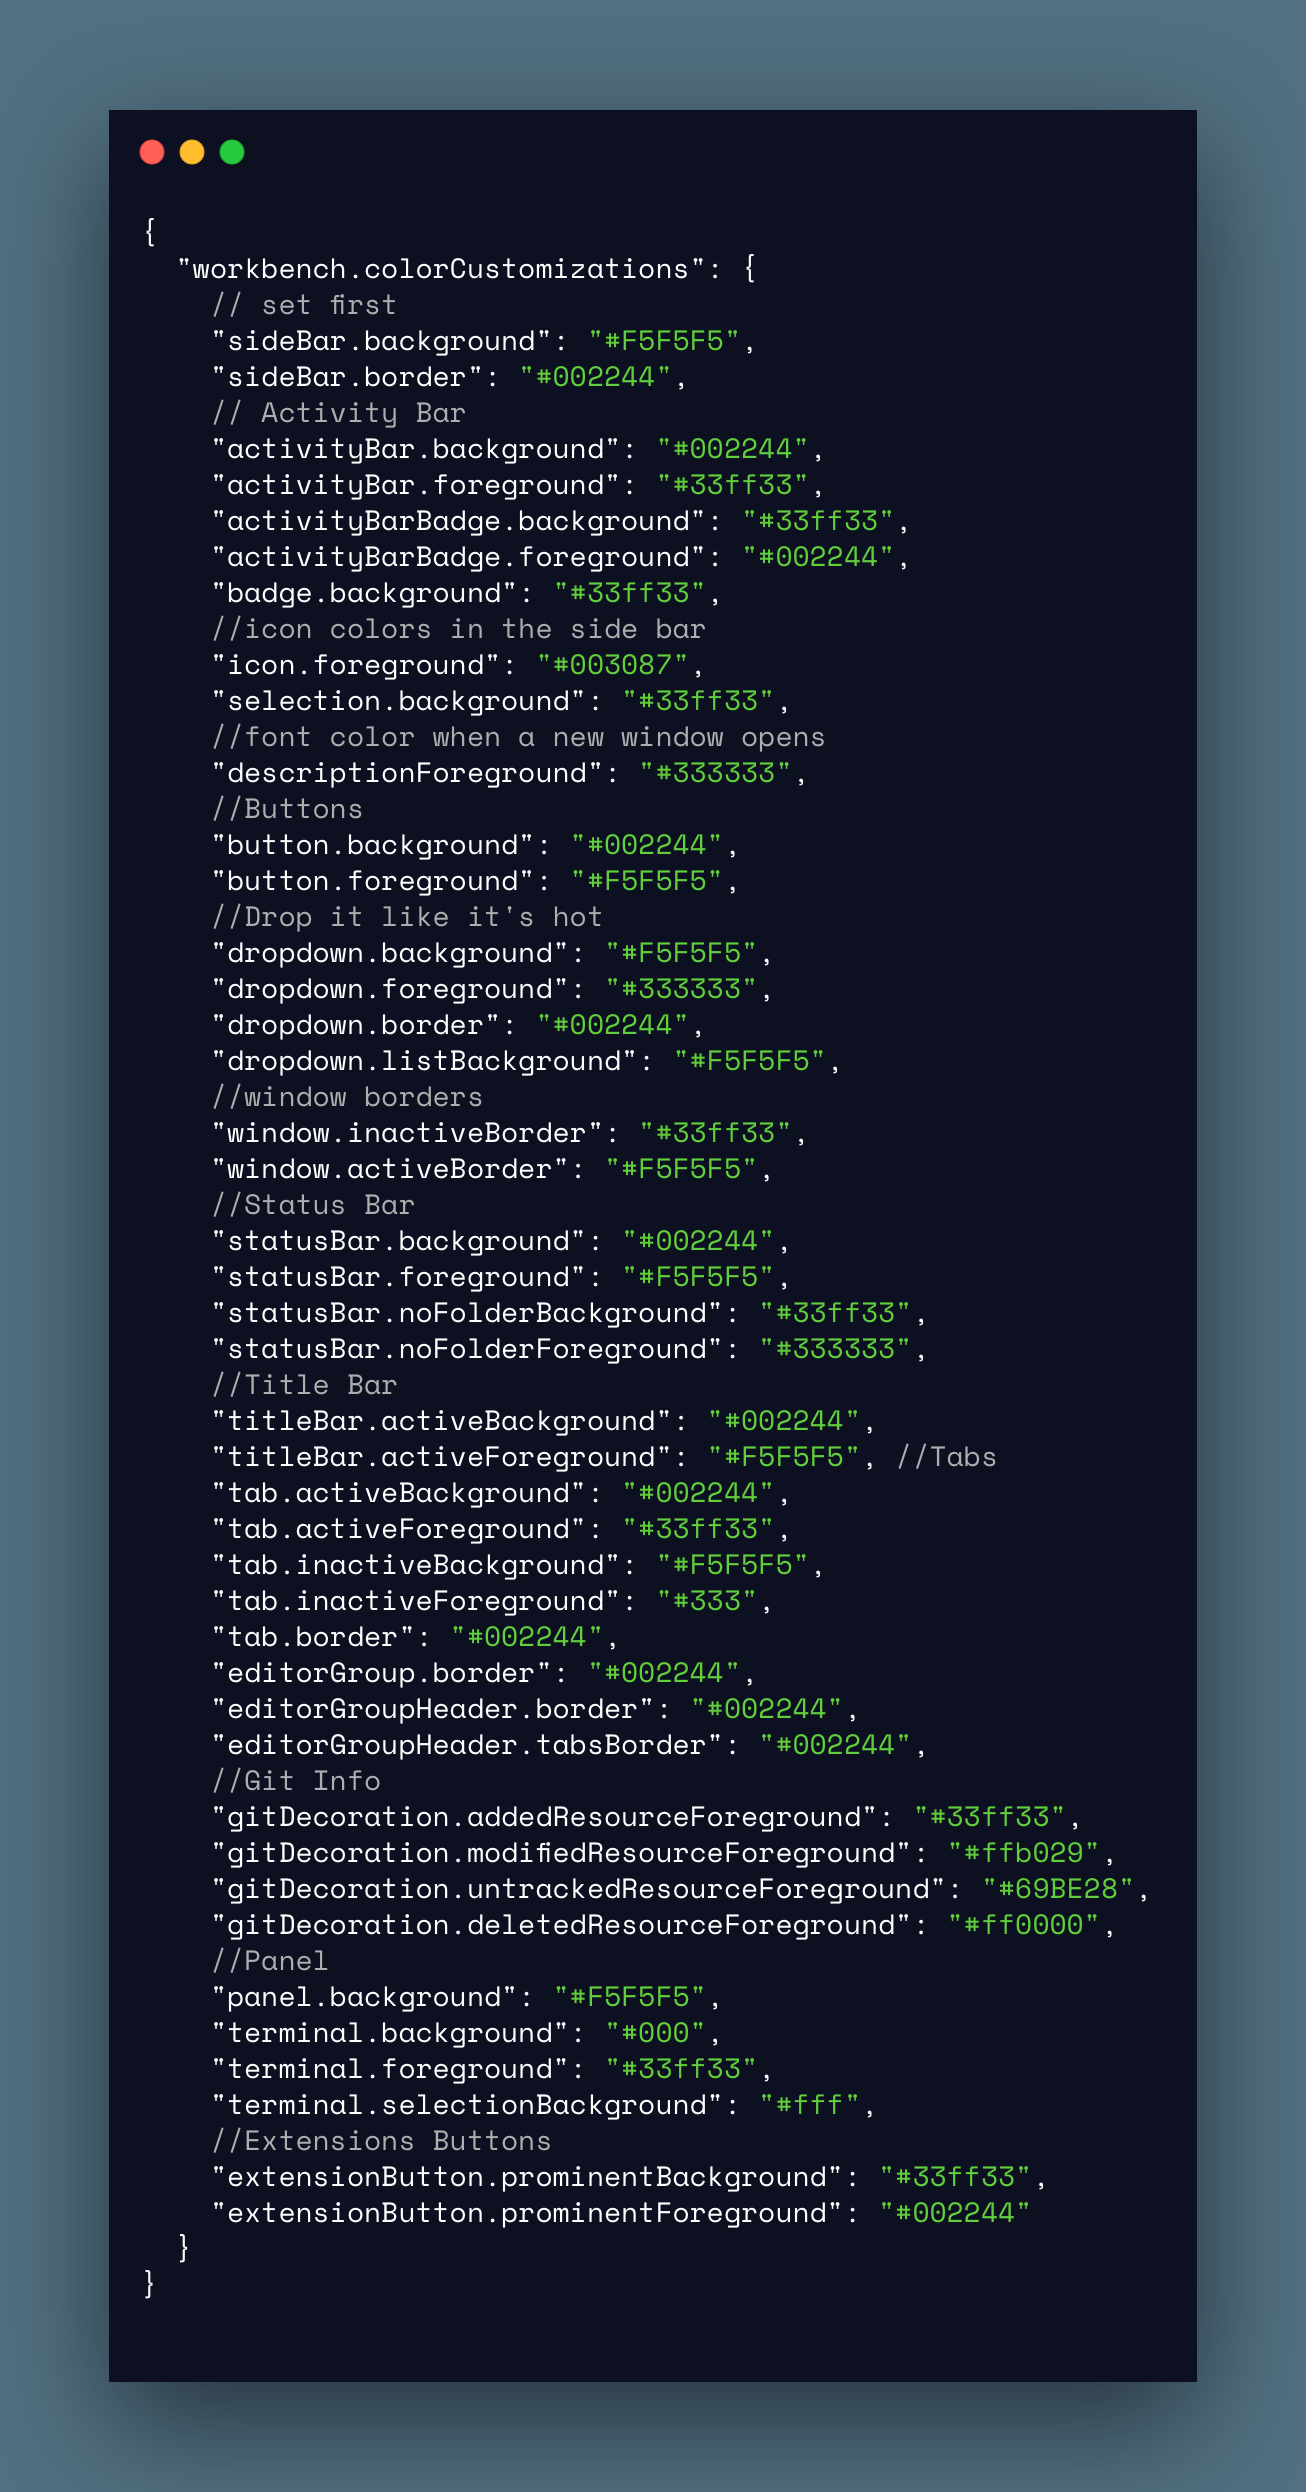 {
  "workbench.colorCustomizations": {
    // set first
    "sideBar.background": "#F5F5F5",
    "sideBar.border": "#002244",
    // Activity Bar
    "activityBar.background": "#002244",
    "activityBar.foreground": "#33ff33",
    "activityBarBadge.background": "#33ff33",
    "activityBarBadge.foreground": "#002244",
    "badge.background": "#33ff33",
    //icon colors in the side bar
    "icon.foreground": "#003087",
    "selection.background": "#33ff33",
    //font color when a new window opens
    "descriptionForeground": "#333333",
    //Buttons
    "button.background": "#002244",
    "button.foreground": "#F5F5F5",
    //Drop it like it's hot
    "dropdown.background": "#F5F5F5",
    "dropdown.foreground": "#333333",
    "dropdown.border": "#002244",
    "dropdown.listBackground": "#F5F5F5",
    //window borders
    "window.inactiveBorder": "#33ff33",
    "window.activeBorder": "#F5F5F5",
    //Status Bar
    "statusBar.background": "#002244",
    "statusBar.foreground": "#F5F5F5",
    "statusBar.noFolderBackground": "#33ff33",
    "statusBar.noFolderForeground": "#333333",
    //Title Bar
    "titleBar.activeBackground": "#002244",
    "titleBar.activeForeground": "#F5F5F5", //Tabs
    "tab.activeBackground": "#002244",
    "tab.activeForeground": "#33ff33",
    "tab.inactiveBackground": "#F5F5F5",
    "tab.inactiveForeground": "#333",
    "tab.border": "#002244",
    "editorGroup.border": "#002244",
    "editorGroupHeader.border": "#002244",
    "editorGroupHeader.tabsBorder": "#002244",
    //Git Info
    "gitDecoration.addedResourceForeground": "#33ff33",
    "gitDecoration.modifiedResourceForeground": "#ffb029",
    "gitDecoration.untrackedResourceForeground": "#69BE28",
    "gitDecoration.deletedResourceForeground": "#ff0000",
    //Panel
    "panel.background": "#F5F5F5",
    "terminal.background": "#000",
    "terminal.foreground": "#33ff33",
    "terminal.selectionBackground": "#fff",
    //Extensions Buttons
    "extensionButton.prominentBackground": "#33ff33",
    "extensionButton.prominentForeground": "#002244"
  }
}